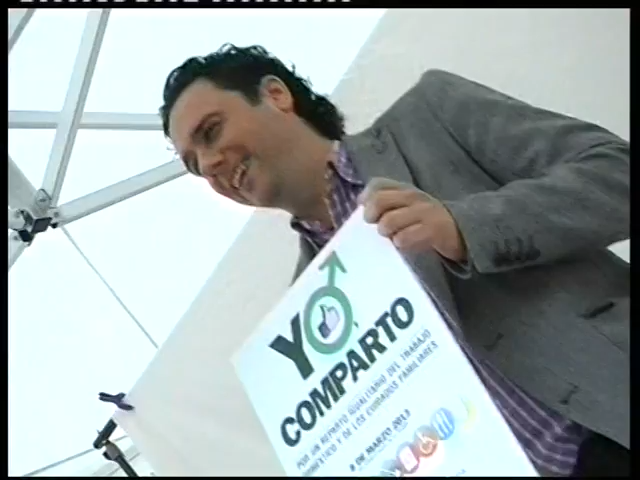 YO,
COMPARTO
POR UN REPARTO IGUALITARIO DEL TRABAJO
DOMÉSTICO Y DE LOS CUIDADOS FAMILIARES
8 DE MARZO 2013